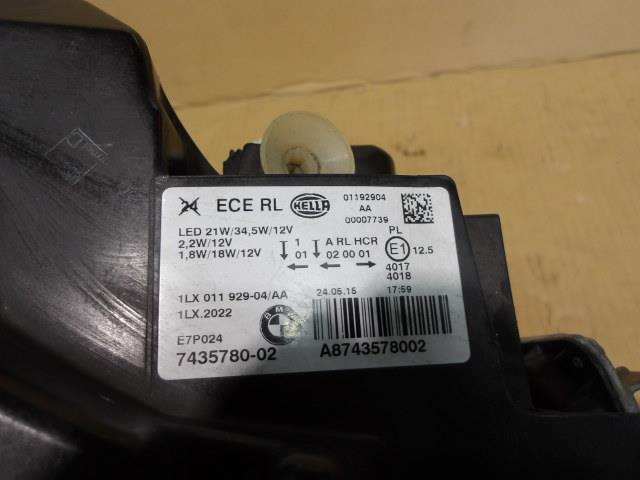 24 ECE RL HELLA 01192904
AA
00007739
LED 21W/34,5W/12V
2,2W/12V
1,8W/18W/12V
1 A RL HCR PL
01 02 00 01 E1 12.5
4017
4018
1LX 011 929-04/AA 24.05.15 17:59
1LX.2022
BMW
E7P024
7435780-02 A8743578002